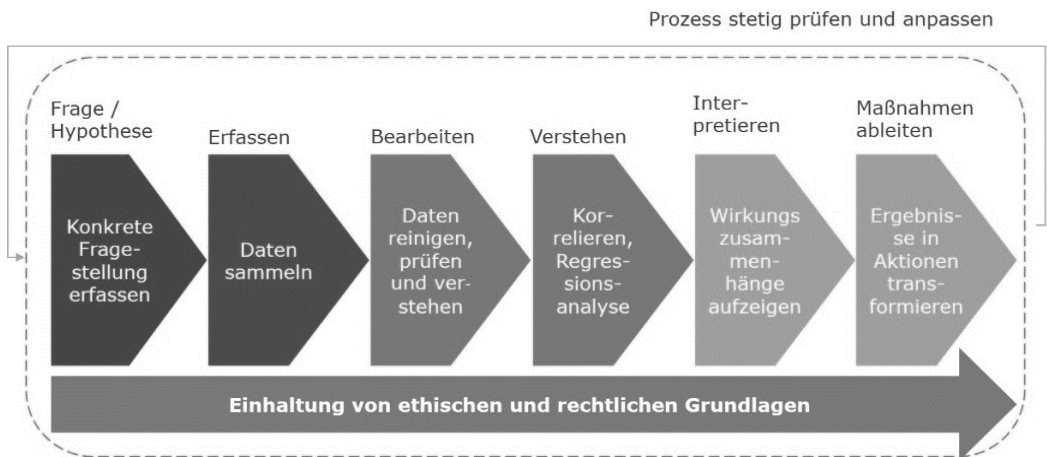 Prozess stetig prüfen und anpassen
Frage /
Hypothese
Erfassen
Bearbeiten
Verstehen
Inter-
pretieren
Maßnahmen
ableiten
Konkrete
Frage-
stellung
erfassen
Daten
sammeln
Daten
reinigen,
prüfen
und ver-
stehen
Kor-
relieren,
Regres-
sions-
analyse
Wirkungs
zusam-
men-
hänge
aufzeigen
Ergebnis-
se in
Aktionen
trans-
formieren
Einhaltung von ethischen und rechtlichen Grundlagen